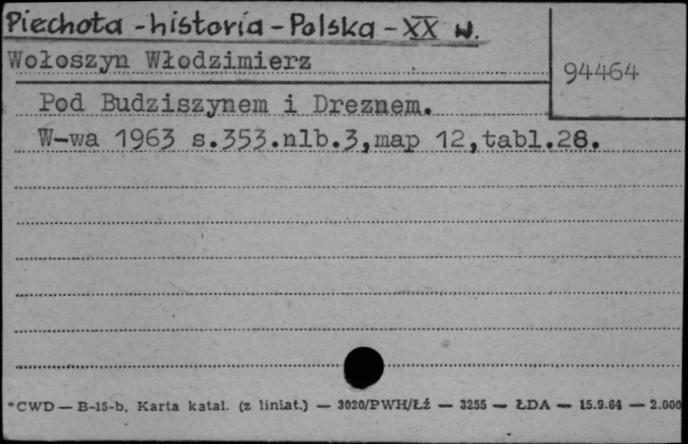 Piechota - historia - Polska - XX w.
Wołoszyn Włodzimierz
94464
Pod Budziszynem i Dreznem.
W-wa 1963 s.353.nlb.3,map 12,tabl.28.
*CWD — B-15-b, Karta katal. (z liniat.) — 3020/PWH/Łź — 3255 — ŁDA — 15.9.64 — 2.000